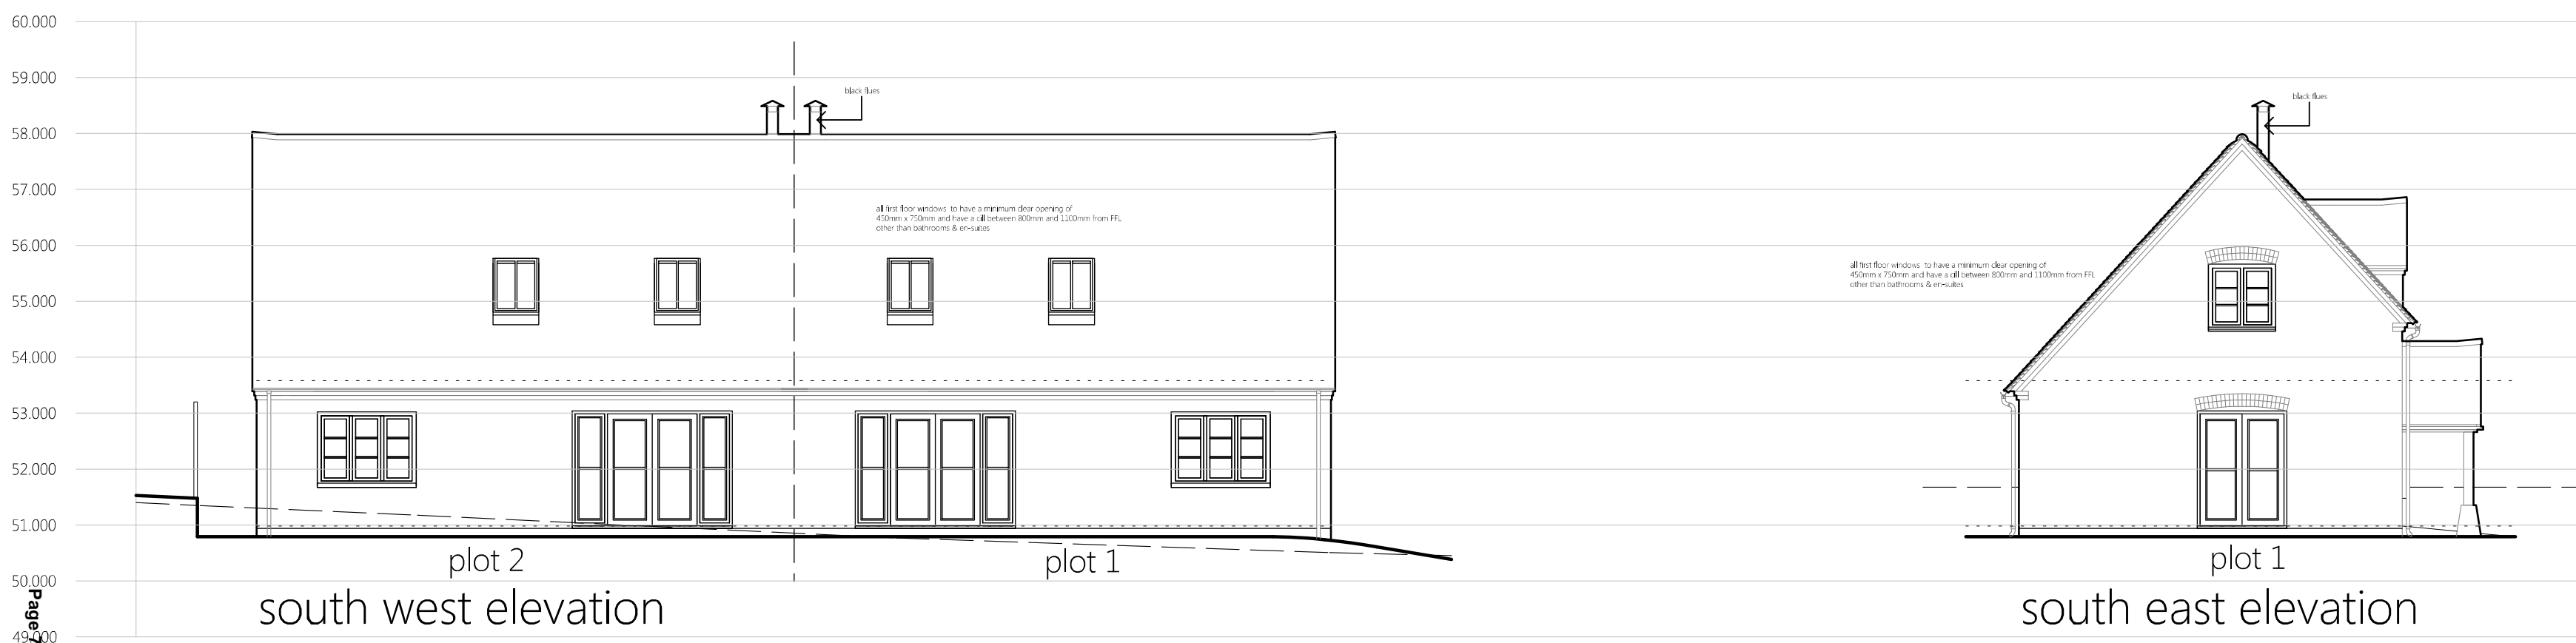 60.000
59.000
58.000
57.000
56.000
55.000
54.000
53.000
52.000
51.000
50.000
49.000
black flues
all first floor windows to have a minimum clear opening of
450mm x 750mm and have a cill between 800mm and 1100mm from FFL
other than bathrooms & en-suites
plot 2
plot 1
south west elevation
black flues
all first floor windows to have a minimum clear opening of
450mm x 750mm and have a cill between 800mm and 1100mm from FFL
other than bathrooms & en-suites
plot 1
south east elevation
Page 7